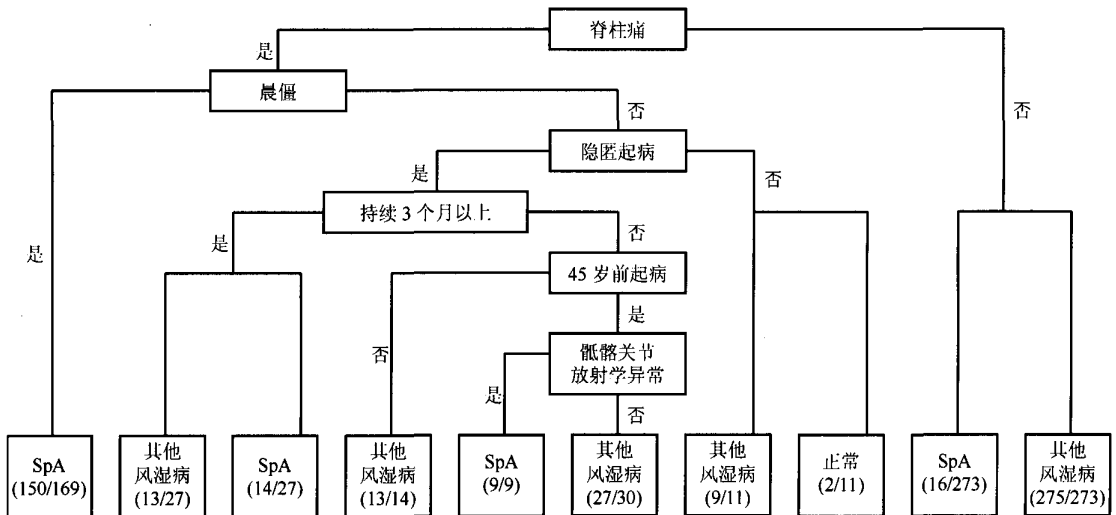 脊柱痛
是
晨僵
否
否
隐匿起病
是
否
持续 3 个月以上
是
是
否
45 岁前起病
是
否
骶髂关节
放射学异常
是
否
SpA
(150/169)
其他
风湿病
(13/27)
SpA
(14/27)
其他
风湿病
(13/14)
SpA
(9/9)
其他
风湿病
(27/30)
其他
风湿病
(9/11)
正常
(2/11)
SpA
(16/273)
其他
风湿病
(275/273)